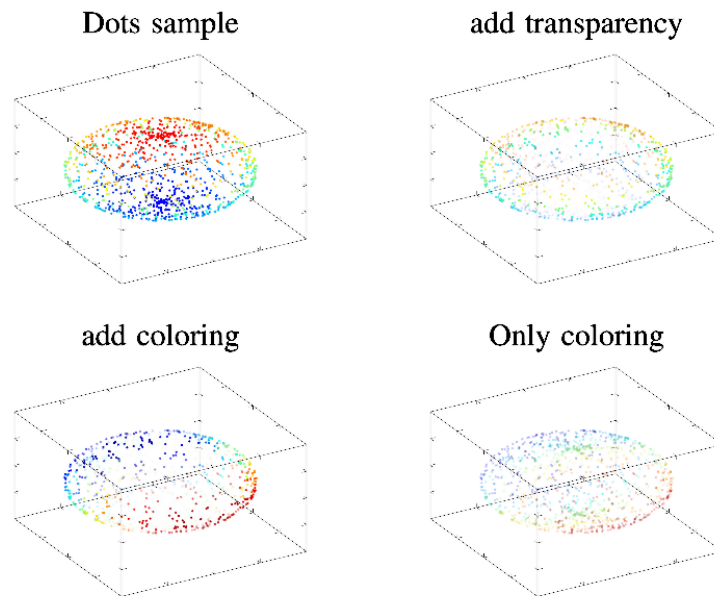 Dots sample
add transparency
add coloring
Only coloring